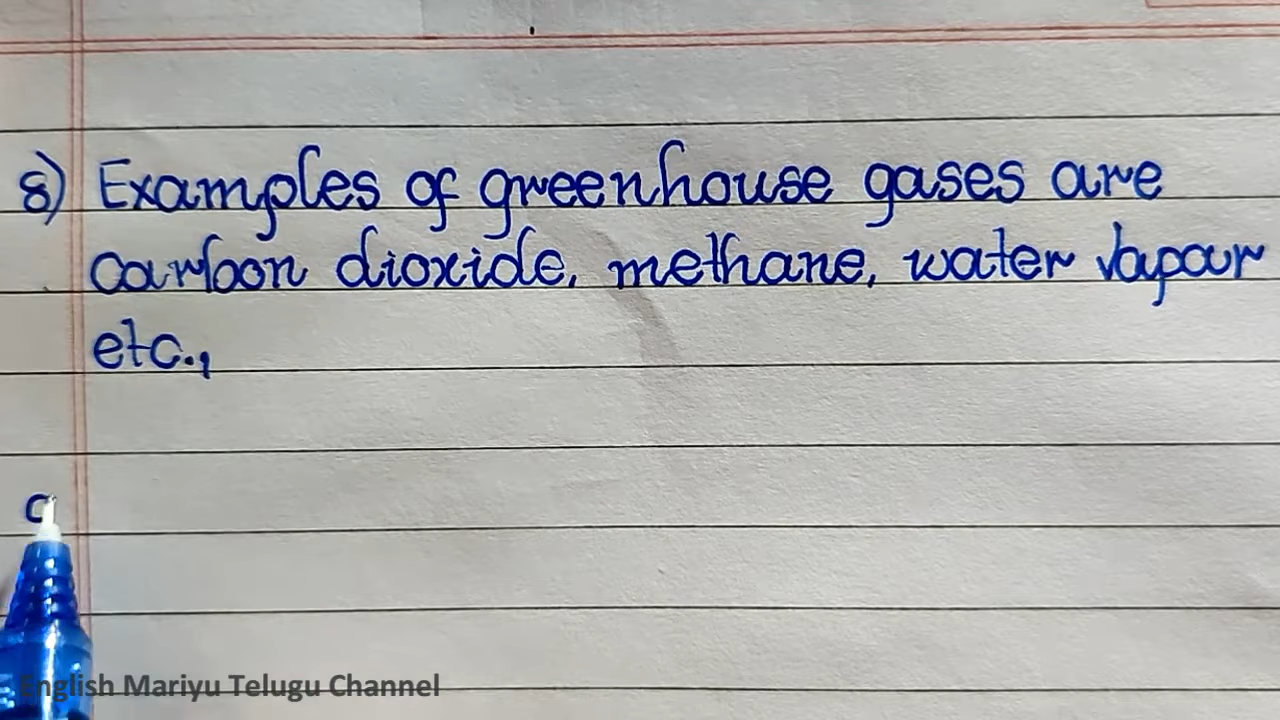 8) Examples of greenhouse gases are
carbon dioxide, methane, water vapour
etc.,
English Mariyu Telugu Channel